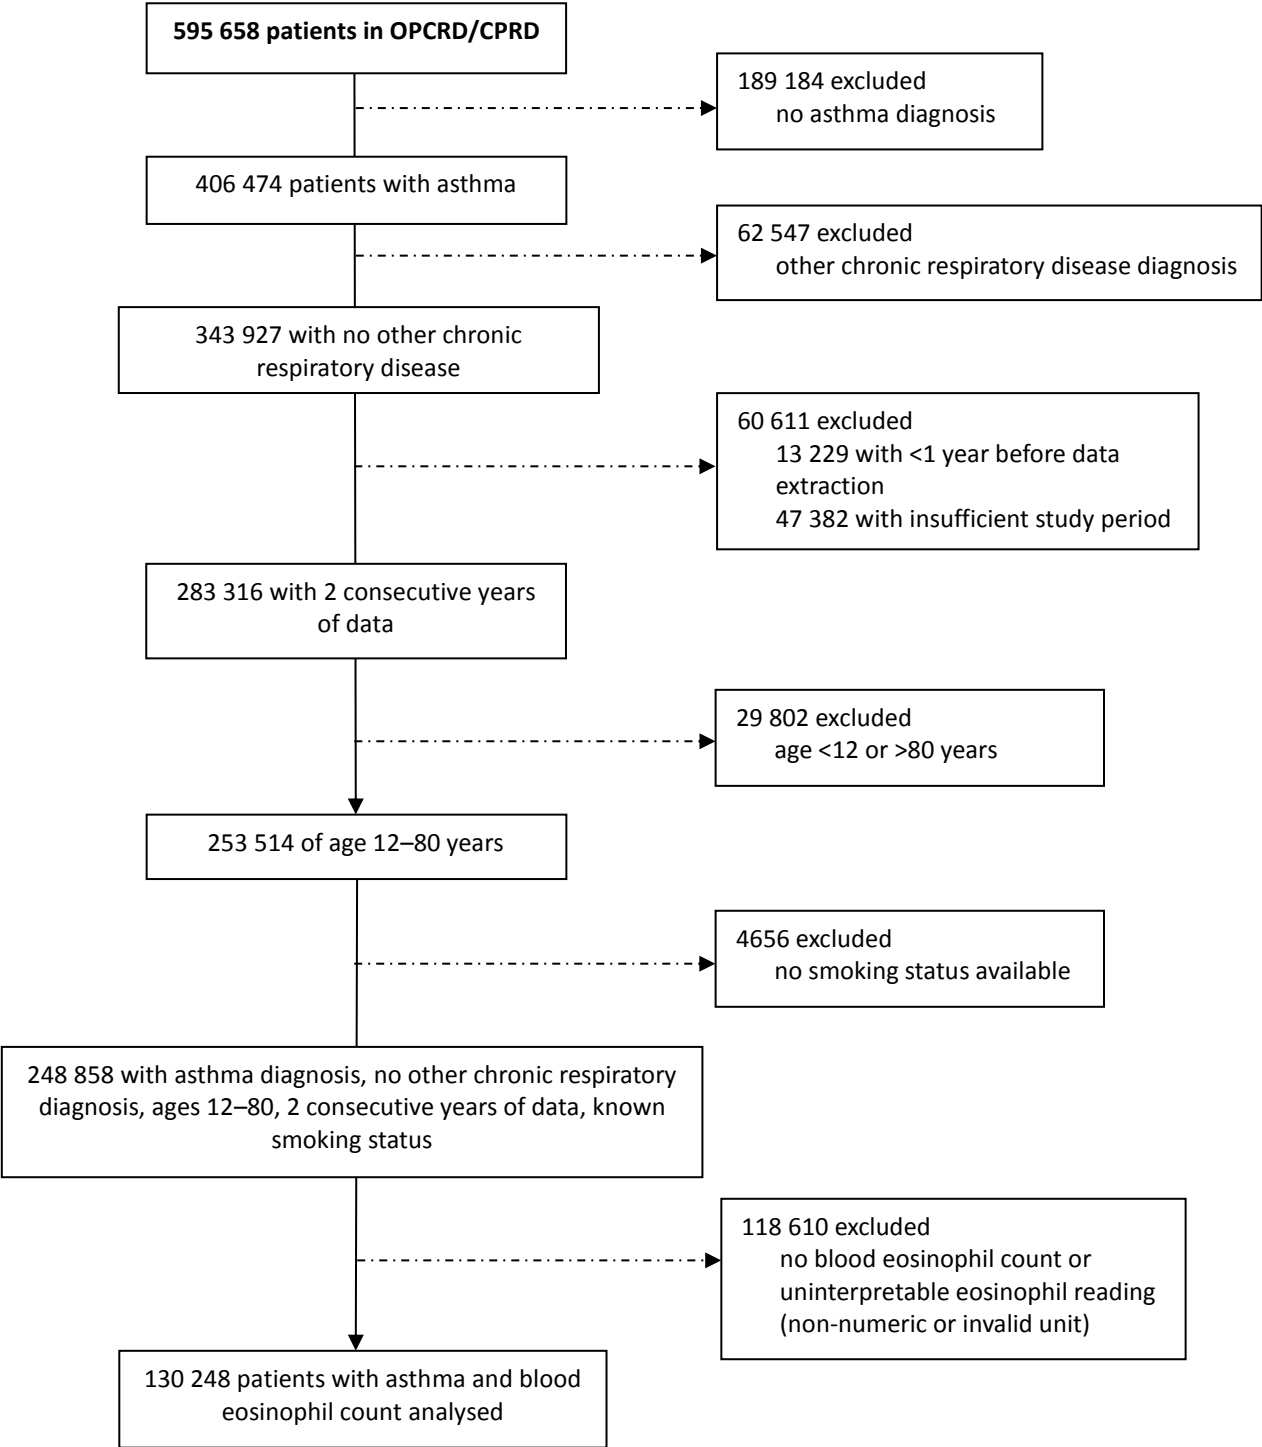 595 658 patients in OPCRD/CPRD
189 184 excluded
no asthma diagnosis
406 474 patients with asthma
62 547 excluded
other chronic respiratory disease diagnosis
343 927 with no other chronic
respiratory disease
60 611 excluded
13 229 with <1 year before data
extraction
47 382 with insufficient study period
283 316 with 2 consecutive years
of data
29 802 excluded
age <12 or >80 years
253 514 of age 12–80 years
4656 excluded
no smoking status available
248 858 with asthma diagnosis, no other chronic respiratory
diagnosis, ages 12–80, 2 consecutive years of data, known
smoking status
118 610 excluded
no blood eosinophil count or
uninterpretable eosinophil reading
(non-numeric or invalid unit)
130 248 patients with asthma and blood
eosinophil count analysed